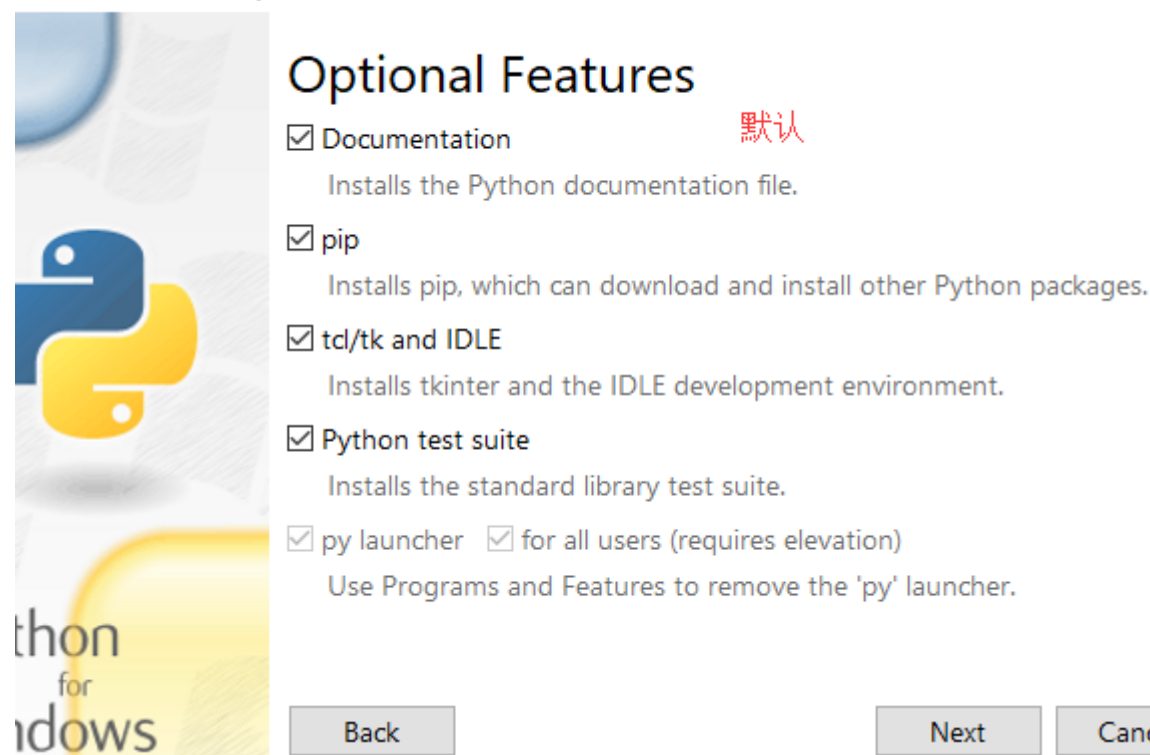 Optional Features
默认
Documentation
Installs the Python documentation file.
pip
Installs pip, which can download and install other Python packages.
tcl/tk and IDLE
Installs tkinter and the IDLE development environment.
Python test suite
Installs the standard library test suite.
py launcher for all users (requires elevation)
Use Programs and Features to remove the 'py' launcher.
thon
for
ndows
Back Next Canc